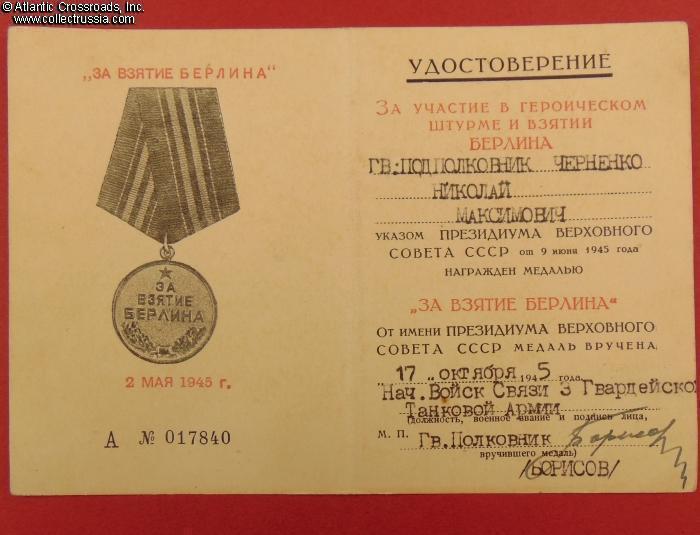 © Atlantic Crossroads, Inc.
www.collectrussia.com
„ЗА ВЗЯТИЕ БЕРЛИНА“
ЗА
ВЗЯТИЕ
БЕРЛИНА
2 МАЯ 1945 г.
А № 017840
УДОСТОВЕРЕНИЕ
ЗА УЧАСТИЕ В ГЕРОИЧЕСКОМ
ШТУРМЕ И ВЗЯТИИ
БЕРЛИНА
ГВ:ПОДПОЛКОВНИК ЧЕРНЕНКО
НИКОЛАЙ
МАКСИМОВИЧ
УКАЗОМ ПРЕЗИДИУМА ВЕРХОВНОГО
СОВЕТА СССР от 9 июня 1945 года
НАГРАЖДЕН МЕДАЛЬЮ
„ЗА ВЗЯТИЕ БЕРЛИНА“
От имени ПРЕЗИДИУМА ВЕРХОВНОГО
СОВЕТА СССР МЕДАЛЬ ВРУЧЕНА
"17 „ октября 1945 года
Нач.Войск Связи 3 Гвардейско
Танковой Армии
(должность, военное звание и подпись лица,
М. П. Гв.Полковник Борисов
вручившего медаль)
/БОРИСОВ/